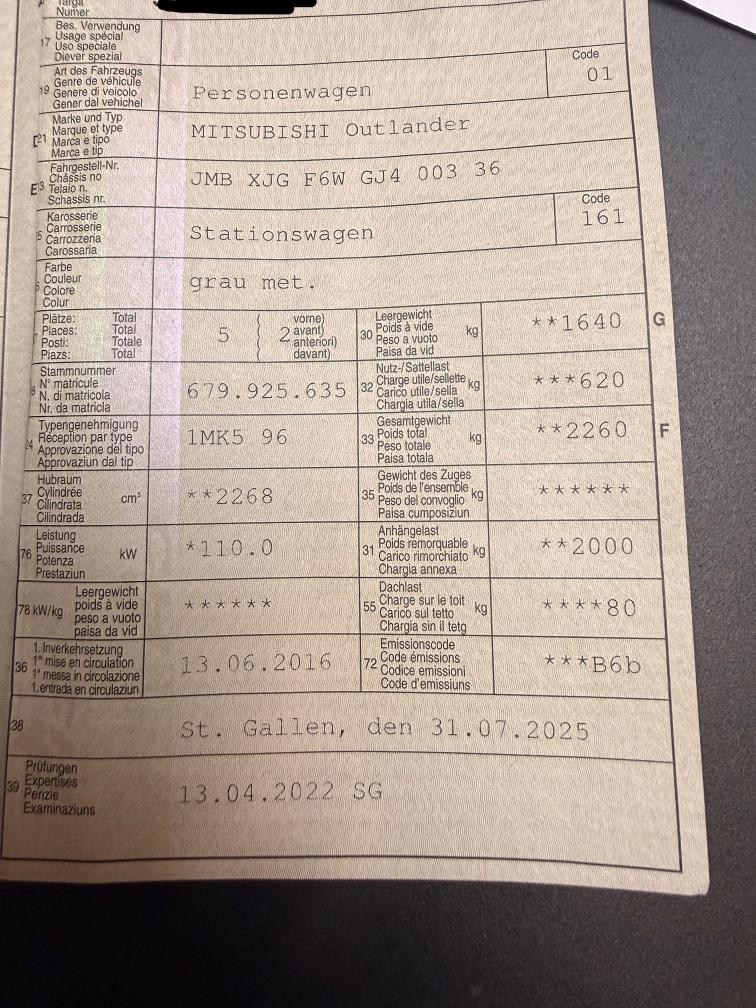 Targa
Numer
17 Bes. Verwendung
Usage spécial
Uso speciale
Diever spezial
19 Art des Fahrzeugs
Genre de véhicule
Genere di veicolo
Gener dal vehichel
Personenwagen
Code
01
21 Marke und Typ
Marque et type
Marca e tipo
Marca e tip
MITSUBISHI Outlander
E Fahrgestell-Nr.
Châssis no
Telaio n.
Schassis nr.
JMB XJG F6W GJ4 003 36
Karosserie
Carrosserie
Carrozzeria
Carossaria
Stationswagen
Code
161
Farbe
Couleur
Colore
Colur
grau met.
Plätze: Total
Places: Total
Posti: Totale
Plazs: Total
5 ( 2 vorne)
avant)
anteriori)
davant)
30 Leergewicht
Poids à vide
Peso a vuoto
Paisa da vid
kg
**1640
G
Stammnummer
N° matricule
N. di matricola
Nr. da matricla
679.925.635
32 Nutz-/Sattellast
Charge utile/sellette
Carico utile/sella
Chargia utila/sella
kg
***620
Typengenehmigung
Réception par type
Approvazione del tipo
Approvaziun dal tip
1MK5 96
33 Gesamtgewicht
Poids total
Peso totale
Paisa totala
kg
**2260
F
37 Hubraum
Cylindrée
Cilindrata
Cilindrada
cm³
**2268
35 Gewicht des Zuges
Poids de l'ensemble
Peso del convoglio
Paisa cumposiziun
kg
******
76 Leistung
Puissance
Potenza
Prestaziun
kW
*110.0
31 Anhängelast
Poids remorquable
Carico rimorchiato
Chargia annexa
kg
**2000
78 kW/kg
Leergewicht
poids à vide
peso a vuoto
paisa da vid
******
55 Dachlast
Charge sur le toit
Carico sul tetto
Chargia sin il tetg
kg
****80
36 1. Inverkehrsetzung
1re mise en circulation
1a messa in circolazione
1. entrada en circulaziun
13.06.2016
72 Emissionscode
Code émissions
Codice emissioni
Code d'emissiuns
***B6b
38 St. Gallen, den 31.07.2025
39 Prüfungen
Expertises
Perizie
Examinaziuns
13.04.2022 SG